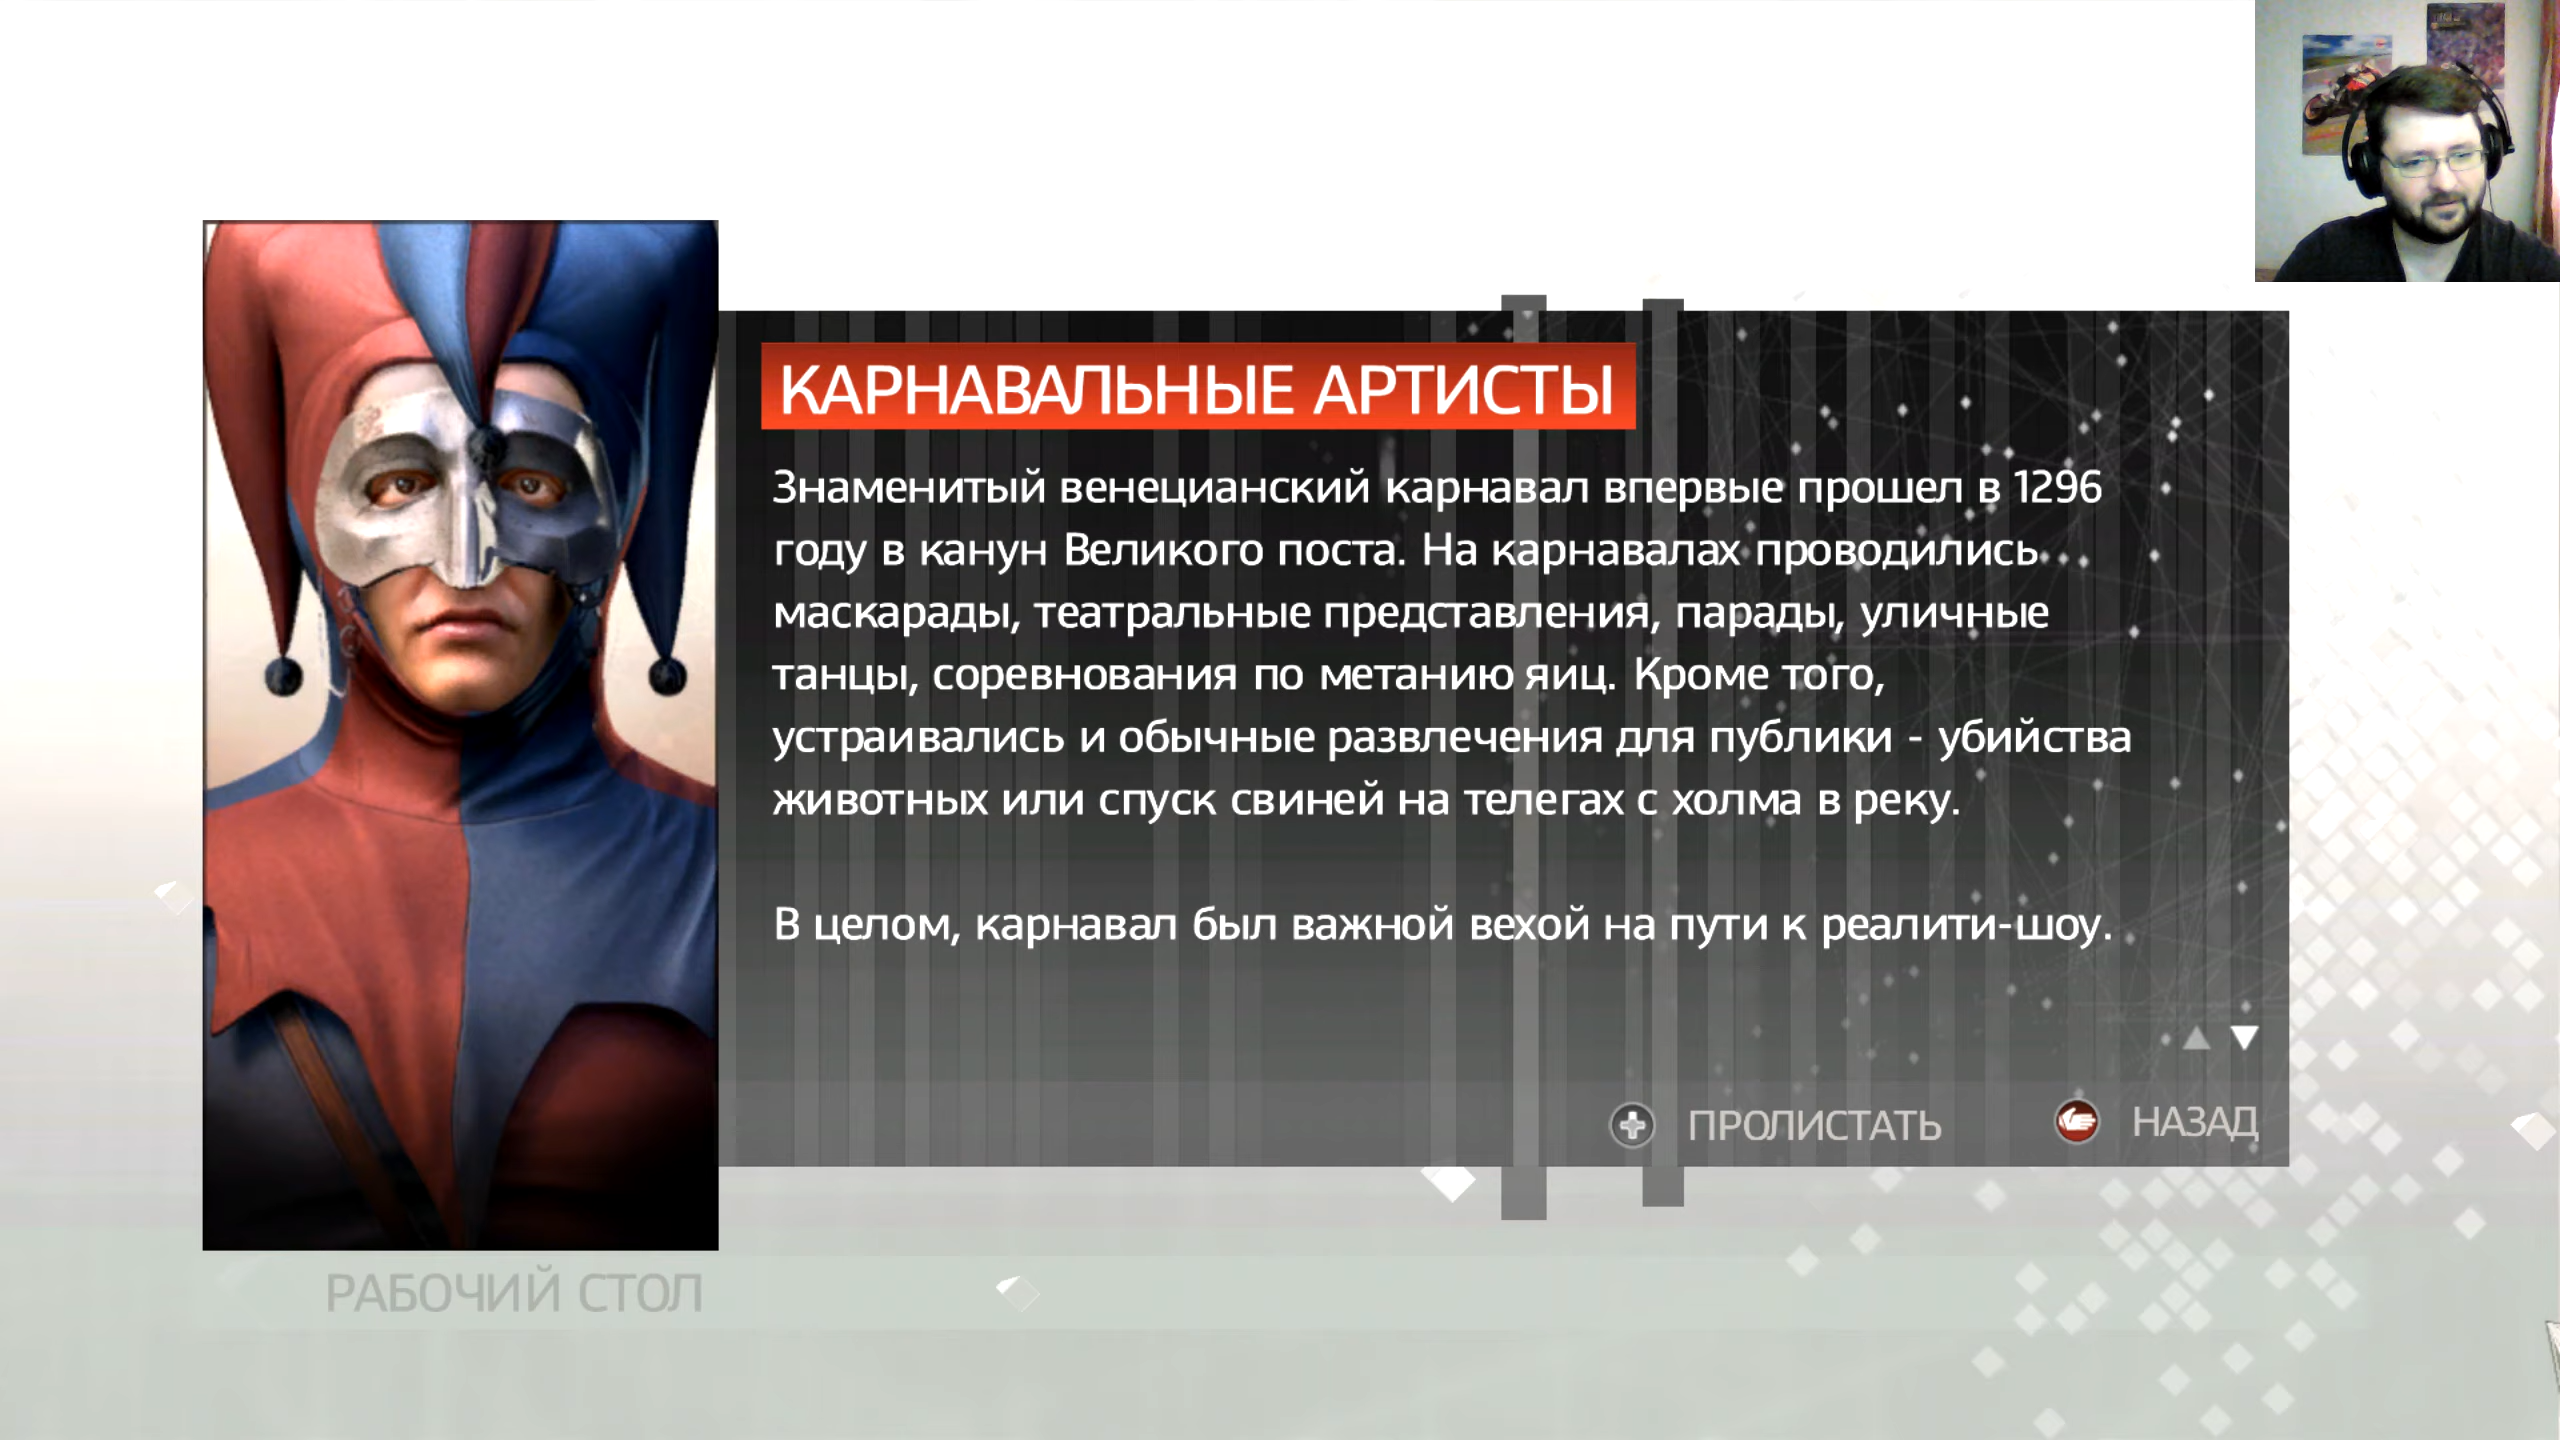 КАРНАВАЛЬНЫЕ АРТИСТЫ
Знаменитый венецианский карнавал впервые прошел в 1296
году в канун Великого поста. На карнавалах проводились
маскарады, театральные представления, парады, уличные
танцы, соревнования по метанию яиц. Кроме того,
устраивались и обычные развлечения для публики - убийства
животных или спуск свиней на телегах с холма в реку.
В целом, карнавал был важной вехой на пути к реалити-шоу.
ПРОЛИСТАТЬ
НАЗАД
РАБОЧИЙ СТОЛ